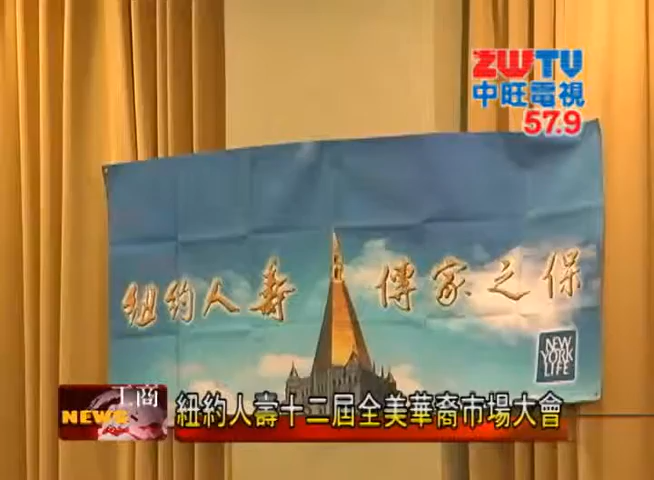 ZWTV
中旺電視
57.9
紐約人壽 傳家之保
NEW
YORK
LIFE
工商
NEWS
紐約人壽十二屆全美華裔市場大會